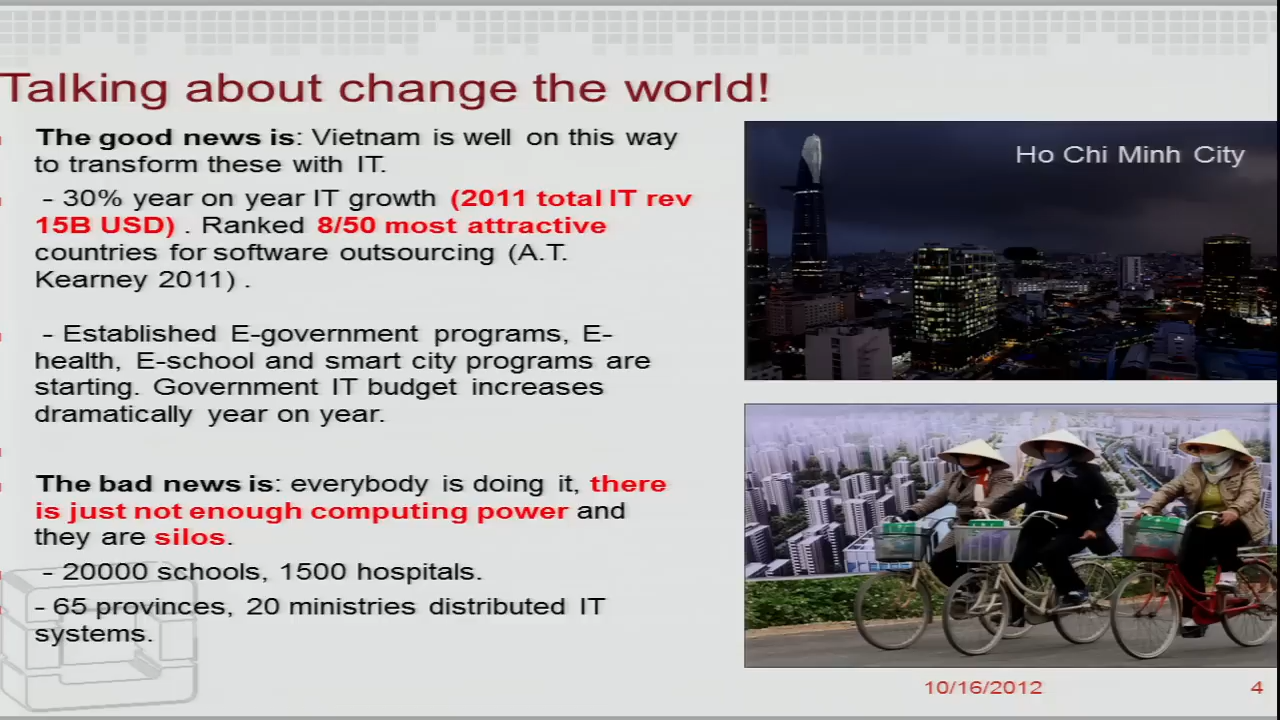 Talking about change the world!
The good news is: Vietnam is well on this way
to transform these with IT.
- 30% year on year IT growth (2011 total IT rev
15B USD) . Ranked 8/50 most attractive
countries for software outsourcing (A.T.
Kearney 2011) .
- Established E-government programs, E-
health, E-school and smart city programs are
starting. Government IT budget increases
dramatically year on year.
The bad news is: everybody is doing it, there
is just not enough computing power and
they are silos.
- 20000 schools, 1500 hospitals.
- 65 provinces, 20 ministries distributed IT
systems.
Ho Chi Minh City
10/16/2012
4